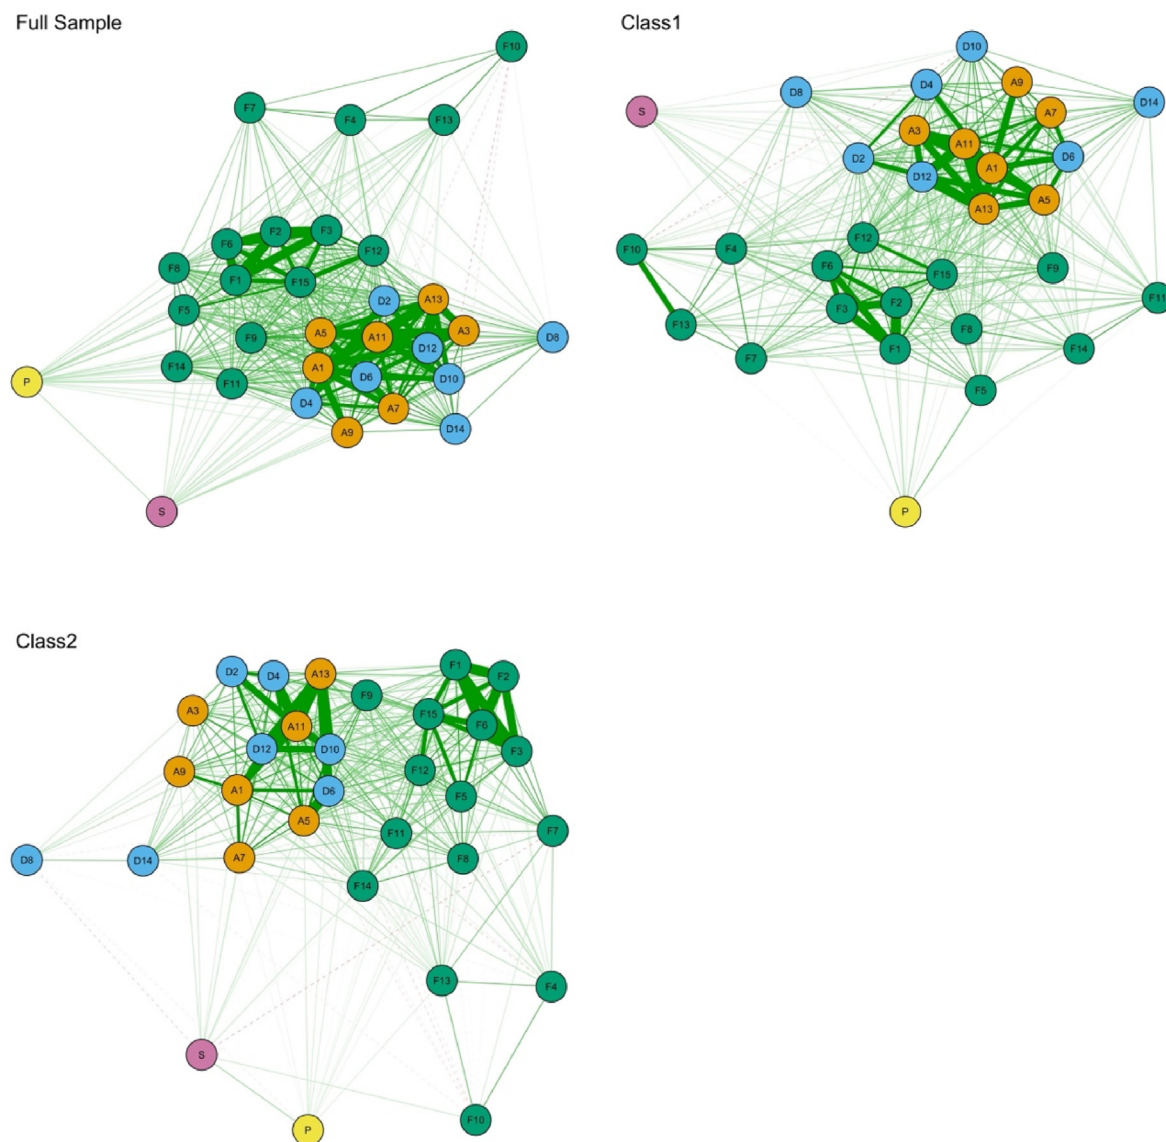 Full Sample
F10
F7
F4
F13
F6
F2
F3
F12
F8
F1
F15
F5
D2
A13
A5
A11
A3
F9
D12
D8
F14
A1
D6
D10
F11
P
D4
A7
A9
D14
S
Class1
D10
D8
D4
A9
D14
S
A7
A3
A11
D2
D12
A1
D6
A13
A5
F10
F4
F12
F6
F15
F9
F11
F3
F2
F13
F8
F7
F1
F14
F5
P
Class2
D2
D4
A13
F1
F2
A3
F9
A11
F15
F6
D12
D10
F3
A9
F12
A1
D6
F5
A5
F11
F7
D8
D14
A7
F8
F14
F13
F4
S
F10
P